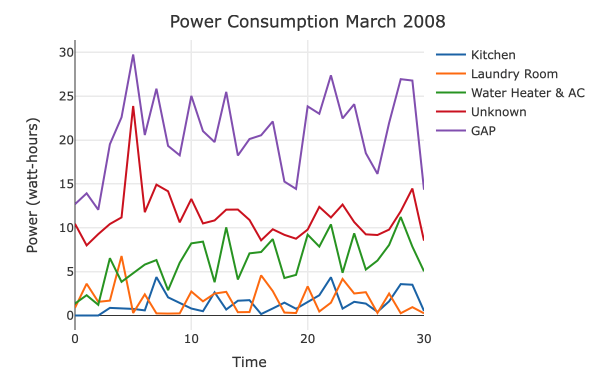 Power Consumption March 2008
Power (watt-hours)
30
25
20
15
10
5
0
0
10
20
30
Time
Kitchen
Laundry Room
Water Heater & AC
Unknown
GAP